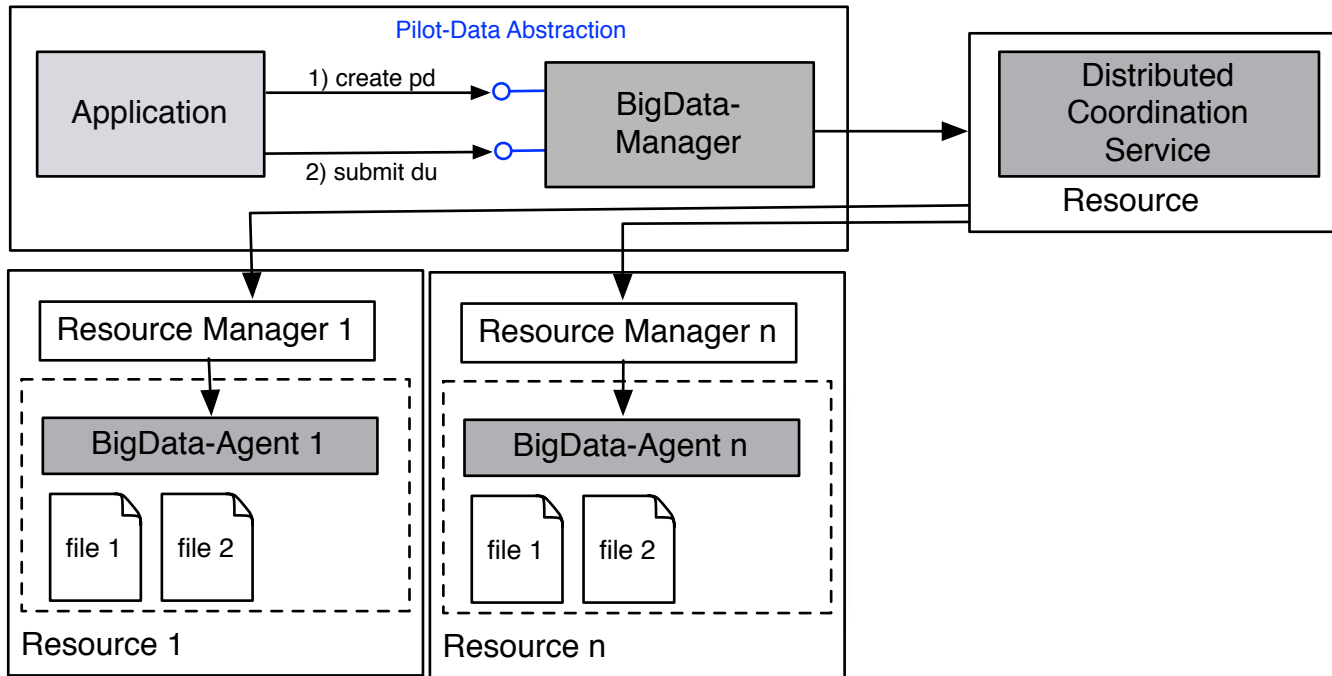 Pilot-Data Abstraction
Application
1) create pd
2) submit du
BigData-
Manager
Distributed
Coordination
Service
Resource
Resource Manager 1
BigData-Agent 1
file 1
file 2
Resource 1
Resource Manager n
BigData-Agent n
file 1
file 2
Resource n